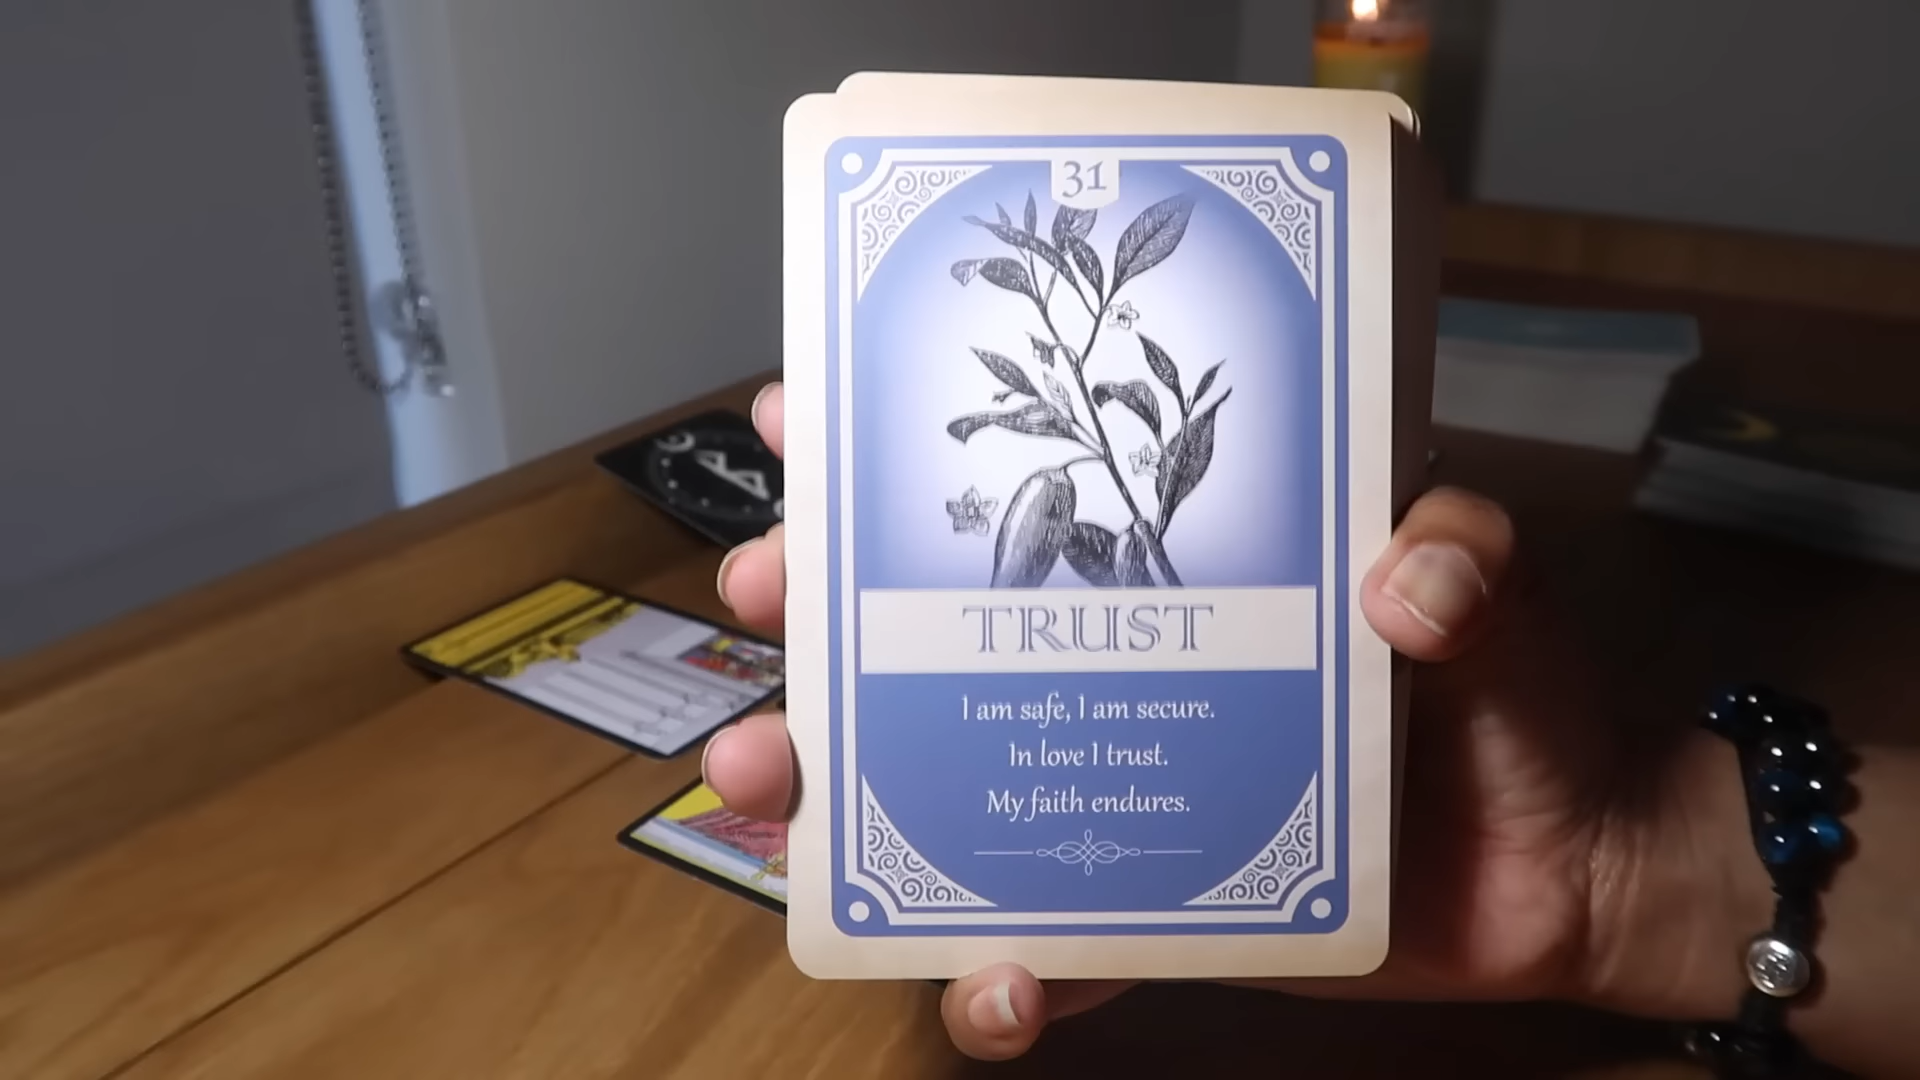 31
TRUST
I am safe, I am secure.
In love I trust.
My faith endures.